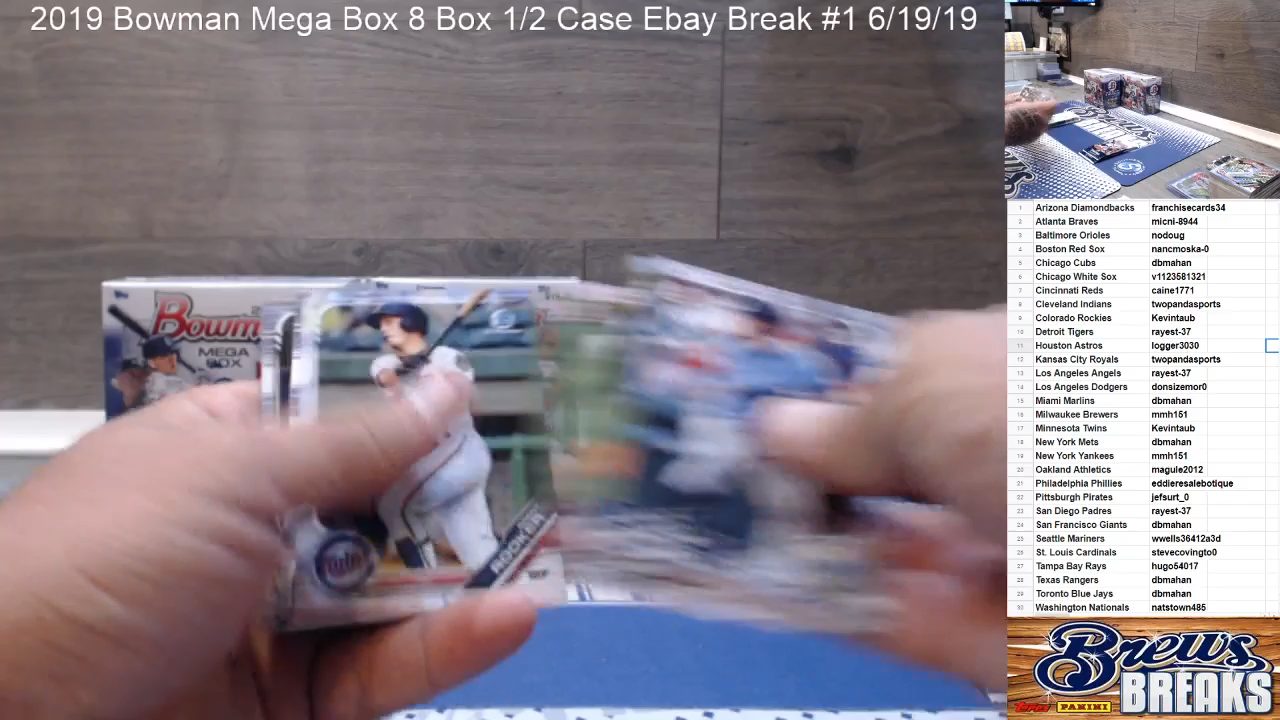 2019 Bowman Mega Box 8 Box 1/2 Case Ebay Break #1 6/19/19
Bowm
MEGA
BOX
1 Arizona Diamondbacks franchisecards34
2 Atlanta Braves micni-8944
3 Baltimore Orioles nodoug
4 Boston Red Sox nancmoska-0
5 Chicago Cubs dbmahan
6 Chicago White Sox v1123581321
7 Cincinnati Reds caine1771
8 Cleveland Indians twopandasports
9 Colorado Rockies Kevintaub
10 Detroit Tigers rayest-37
11 Houston Astros logger3030
12 Kansas City Royals twopandasports
13 Los Angeles Angels rayest-37
14 Los Angeles Dodgers donsizemor0
15 Miami Marlins dbmahan
16 Milwaukee Brewers mmh151
17 Minnesota Twins Kevintaub
18 New York Mets dbmahan
19 New York Yankees mmh151
20 Oakland Athletics magule2012
21 Philadelphia Phillies eddieresalebotique
22 Pittsburgh Pirates jefsurt_0
23 San Diego Padres rayest-37
24 San Francisco Giants dbmahan
25 Seattle Mariners wwells36412a3d
26 St. Louis Cardinals stevecovingto0
27 Tampa Bay Rays hugo54017
28 Texas Rangers dbmahan
29 Toronto Blue Jays dbmahan
30 Washington Nationals natstown485
Brews
BREAKS
Topps PANINI